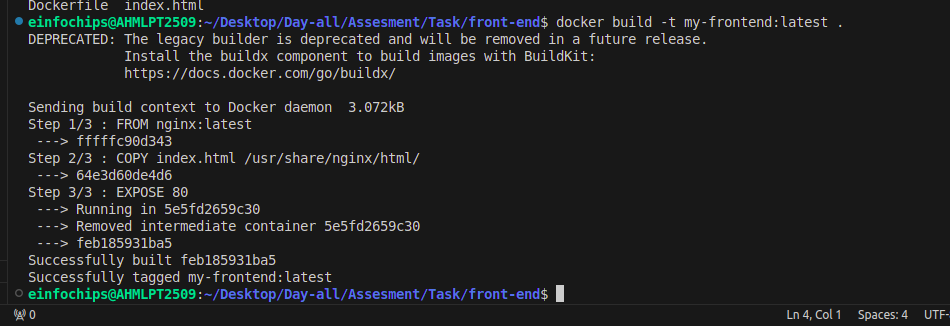 Dockerfile  index.html
einfochips@AHMLPT2509:~/Desktop/Day-all/Assesment/Task/front-end$ docker build -t my-frontend:latest .
DEPRECATED: The legacy builder is deprecated and will be removed in a future release.
            Install the buildx component to build images with BuildKit:
            https://docs.docker.com/go/buildx/

Sending build context to Docker daemon  3.072kB
Step 1/3 : FROM nginx:latest
 ---> fffffc90d343
Step 2/3 : COPY index.html /usr/share/nginx/html/
 ---> 64e3d60de4d6
Step 3/3 : EXPOSE 80
 ---> Running in 5e5fd2659c30
 ---> Removed intermediate container 5e5fd2659c30
 ---> feb185931ba5
Successfully built feb185931ba5
Successfully tagged my-frontend:latest
einfochips@AHMLPT2509:~/Desktop/Day-all/Assesment/Task/front-end$
0 Ln 4, Col 1 Spaces: 4 UTF-